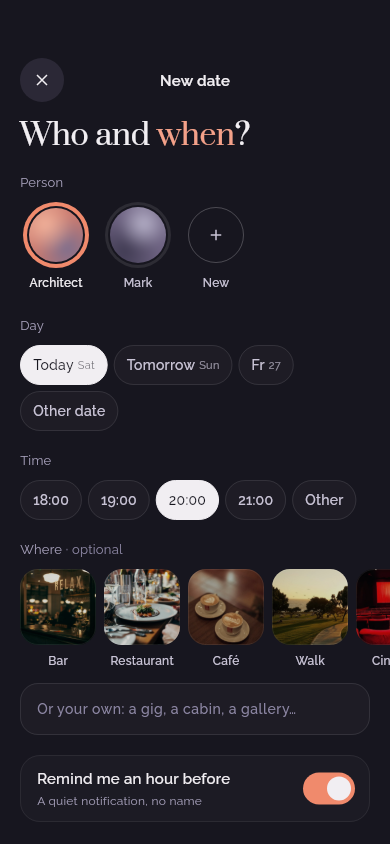 New date
Who and when?
Person
Architect Mark New
Day
Today Sat Tomorrow Sun Fr 27
Other date
Time
18:00 19:00 20:00 21:00 Other
Where · optional
RELAX
Bar Restaurant Café Walk Cin
Or your own: a gig, a cabin, a gallery…
Remind me an hour before
A quiet notification, no name